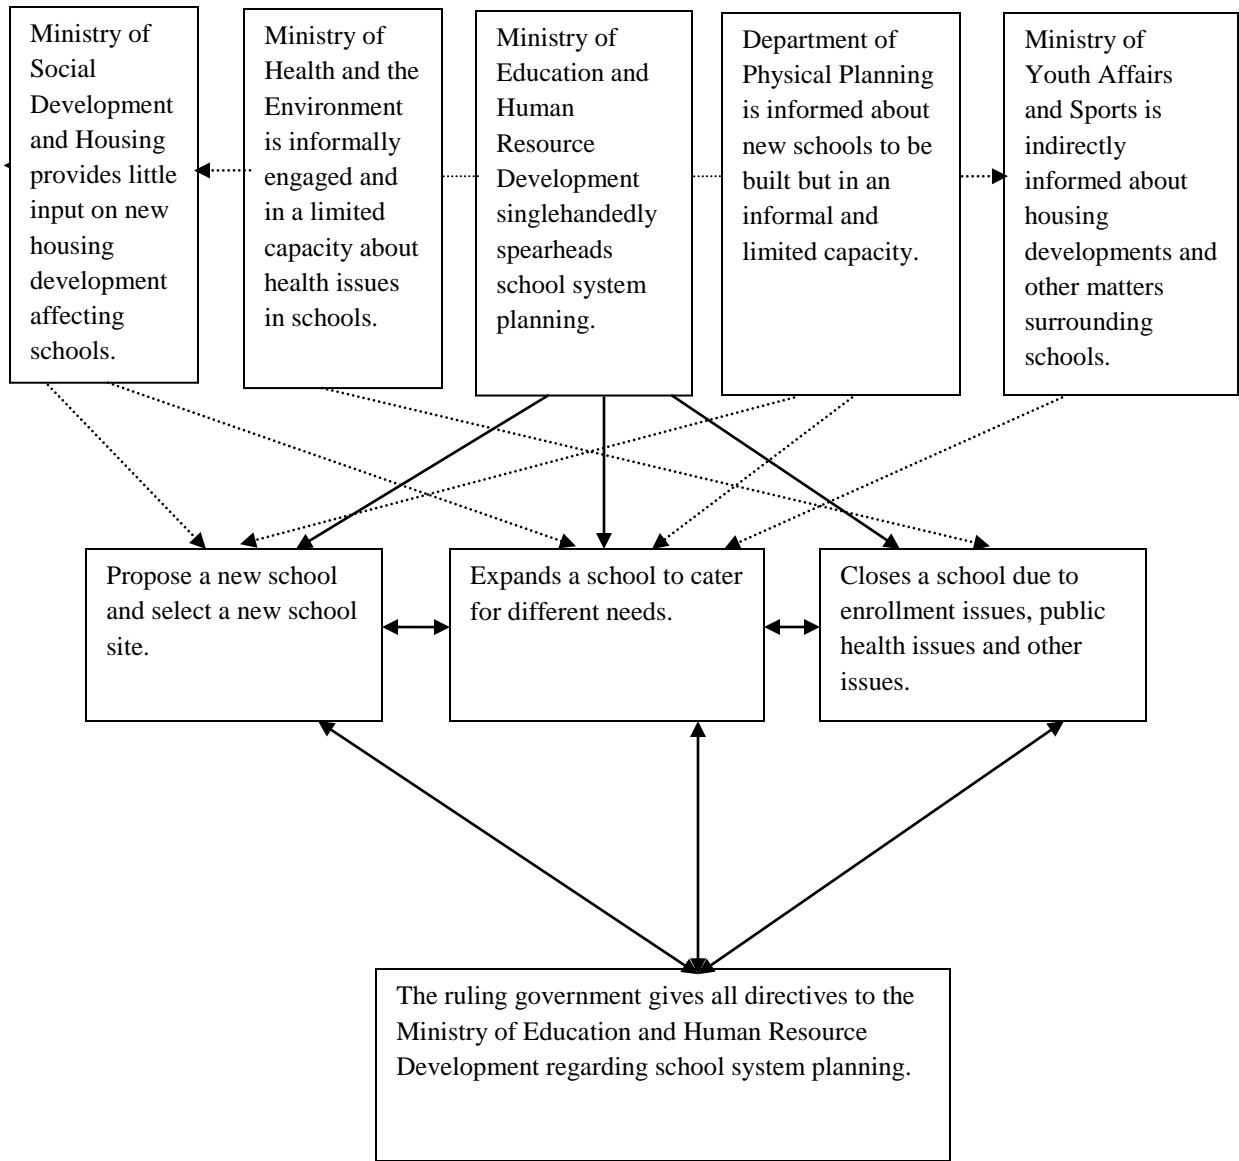 Ministry of
Social
Development
and Housing
provides little
input on new
housing
development
affecting
schools.
Ministry of
Health and the
Environment
is informally
engaged and
in a limited
capacity about
health issues
in schools.
Ministry of
Education and
Human
Resource
Development
singlehandedly
spearheads
school system
planning.
Department of
Physical Planning
is informed about
new schools to be
built but in an
informal and
limited capacity.
Ministry of
Youth Affairs
and Sports is
indirectly
informed about
housing
developments and
other matters
surrounding
schools.
Propose a new school
and select a new school
site.
Expands a school to cater
for different needs.
Closes a school due to
enrollment issues, public
health issues and other
issues.
The ruling government gives all directives to the
Ministry of Education and Human Resource
Development regarding school system planning.